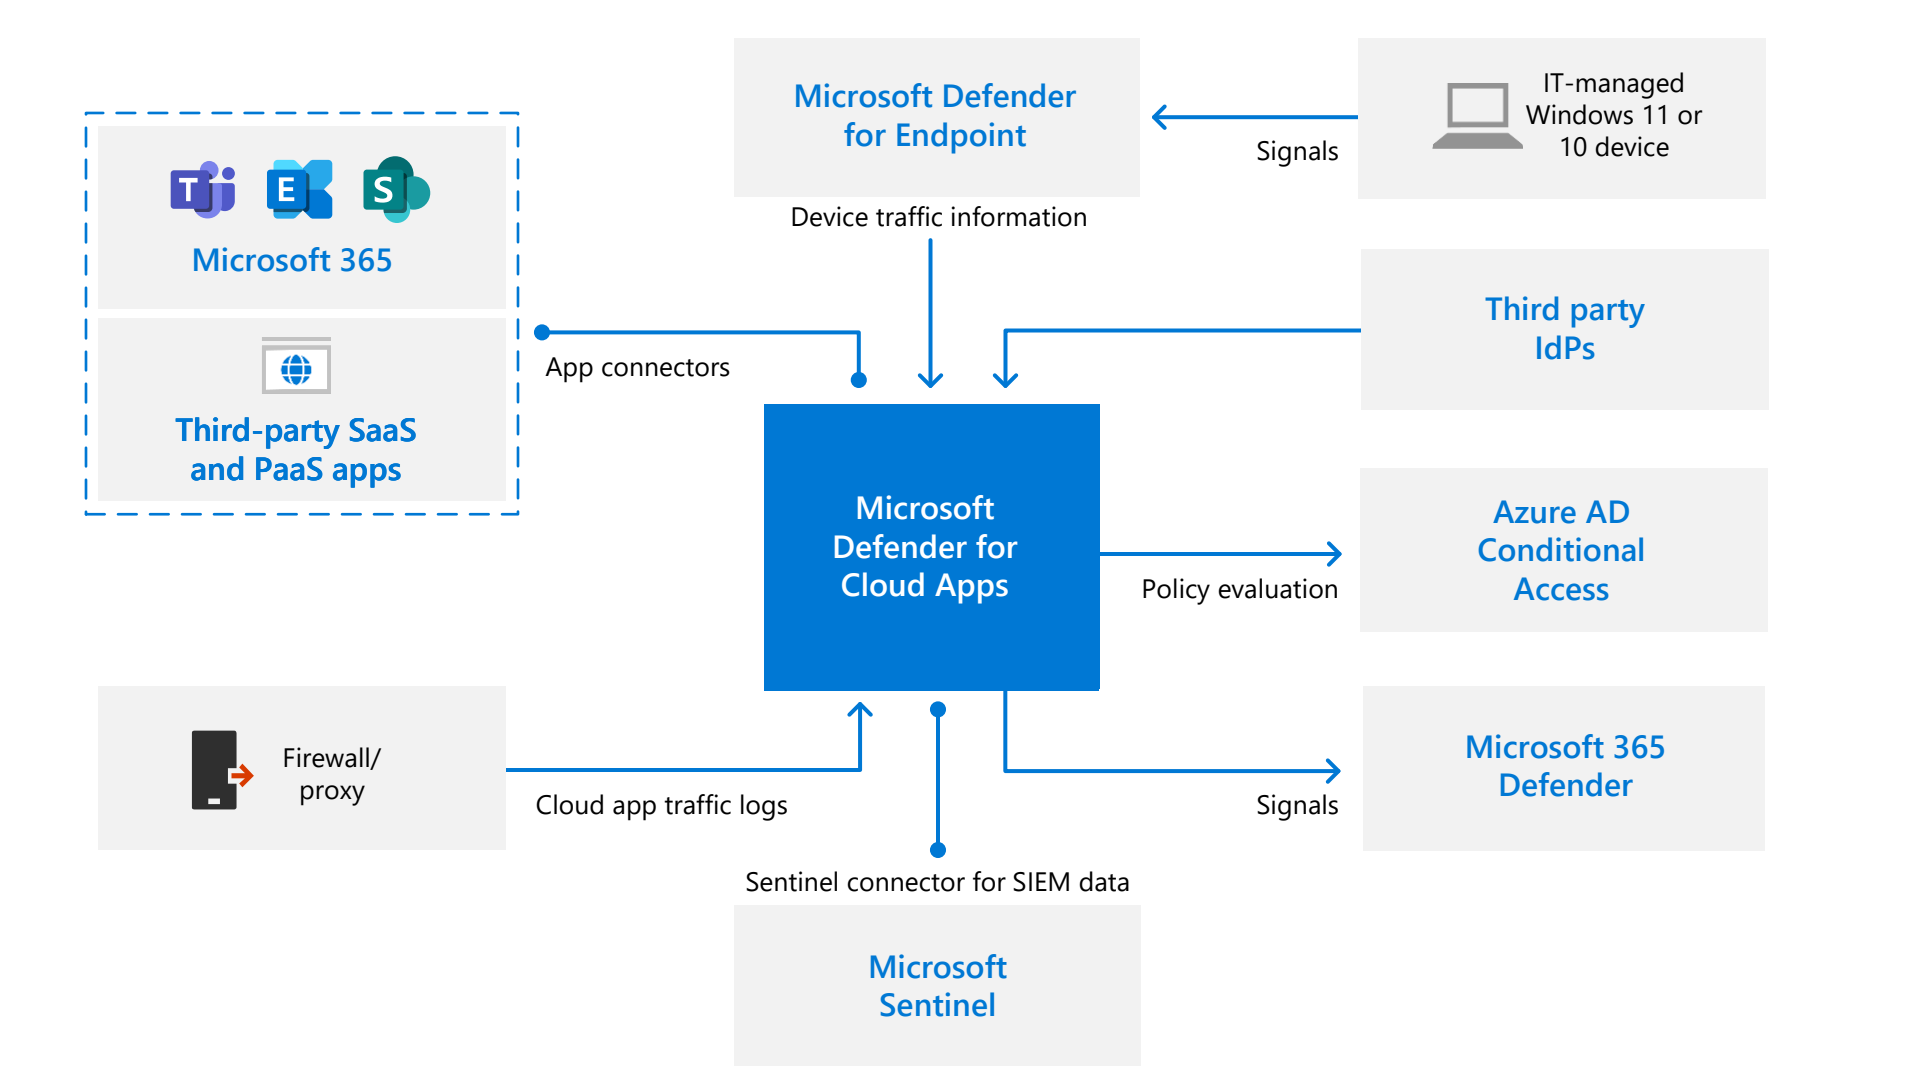 Microsoft Defender
for Endpoint
IT-managed
Windows 11 or
10 device
Signals
Device traffic information
T
E
S
Microsoft 365
Third-party SaaS
and PaaS apps
App connectors
Third party
IdPs
Microsoft
Defender for
Cloud Apps
Azure AD
Conditional
Access
Policy evaluation
Firewall/
proxy
Cloud app traffic logs
Microsoft 365
Defender
Signals
Sentinel connector for SIEM data
Microsoft
Sentinel